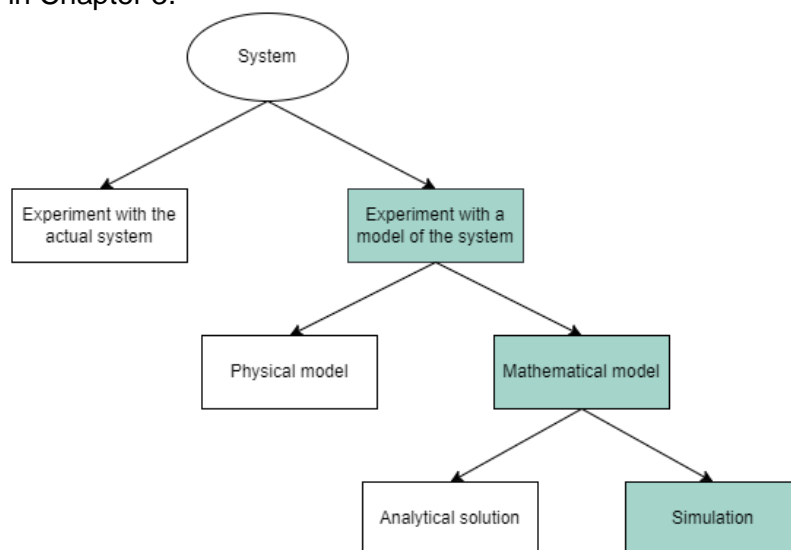 in Chapter 3.
System
Experiment with the
actual system
Experiment with a
model of the system
Physical model
Mathematical model
Analytical solution
Simulation